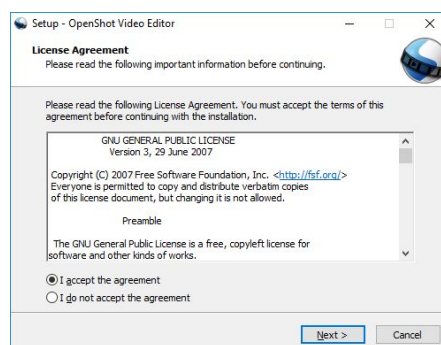 Setup - OpenShot Video Editor
License Agreement
Please read the following important information before continuing.
Please read the following License Agreement. You must accept the terms of this
agreement before continuing with the installation.
GNU GENERAL PUBLIC LICENSE
Version 3, 29 June 2007
Copyright (C) 2007 Free Software Foundation, Inc. <http://fsf.org/>
Everyone is permitted to copy and distribute verbatim copies
of this license document, but changing it is not allowed.
Preamble
The GNU General Public License is a free, copyleft license for
software and other kinds of works.
I accept the agreement
I do not accept the agreement
Next >
Cancel